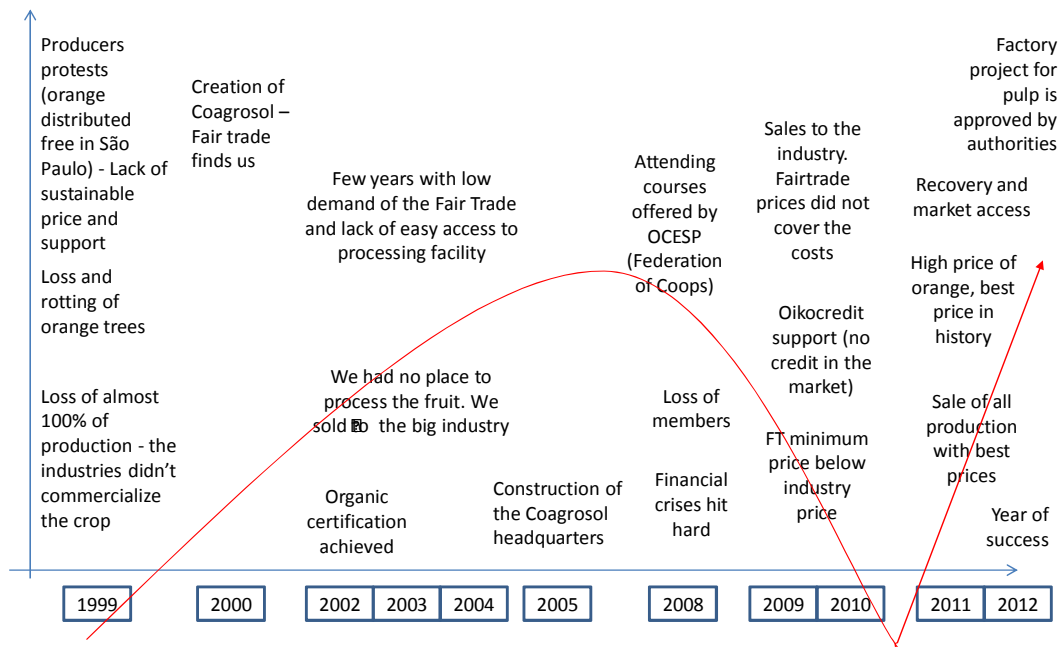 Producers
protests
(orange
distributed
free in São
Paulo) - Lack of
sustainable
price and
support
Loss and
rotting of
orange trees
Loss of almost
100% of
production - the
industries didn’t
commercialize
the crop
Creation of
Coagrosol –
Fair trade
finds us
Few years with low
demand of the Fair Trade
and lack of easy access to
processing facility
We had no place to
process the fruit. We
sold to the big industry
Organic
certification
achieved
Construction of
the Coagrosol
headquarters
Attending
courses
offered by
OCESP
(Federation
of Coops)
Loss of
members
Financial
crises hit
hard
Sales to the
industry.
Fairtrade
prices did not
cover the
costs
Oikocredit
support (no
credit in the
market)
FT minimum
price below
industry
price
Factory
project for
pulp is
approved by
authorities
Recovery and
market access
High price of
orange, best
price in
history
Sale of all
production
with best
prices
Year of
success
1999 2000 2002 2003 2004 2005 2008 2009 2010 2011 2012